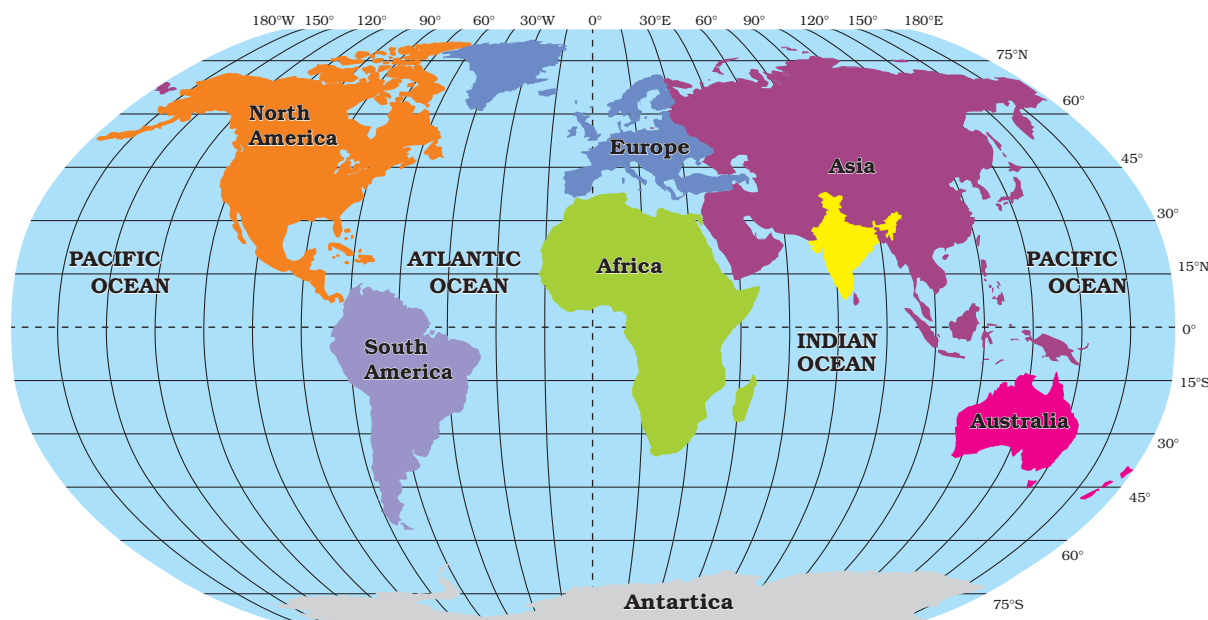 180°W 150° 120° 90° 60° 30°W 0° 30°E 60° 90° 120° 150° 180°E
75°N
60°
North
America
Europe
45°
Asia
30°
PACIFIC
OCEAN
ATLANTIC
OCEAN
Africa
PACIFIC
OCEAN
15°N
0°
INDIAN
OCEAN
South
America
15°S
Australia
30°
45°
60°
Antartica
75°S